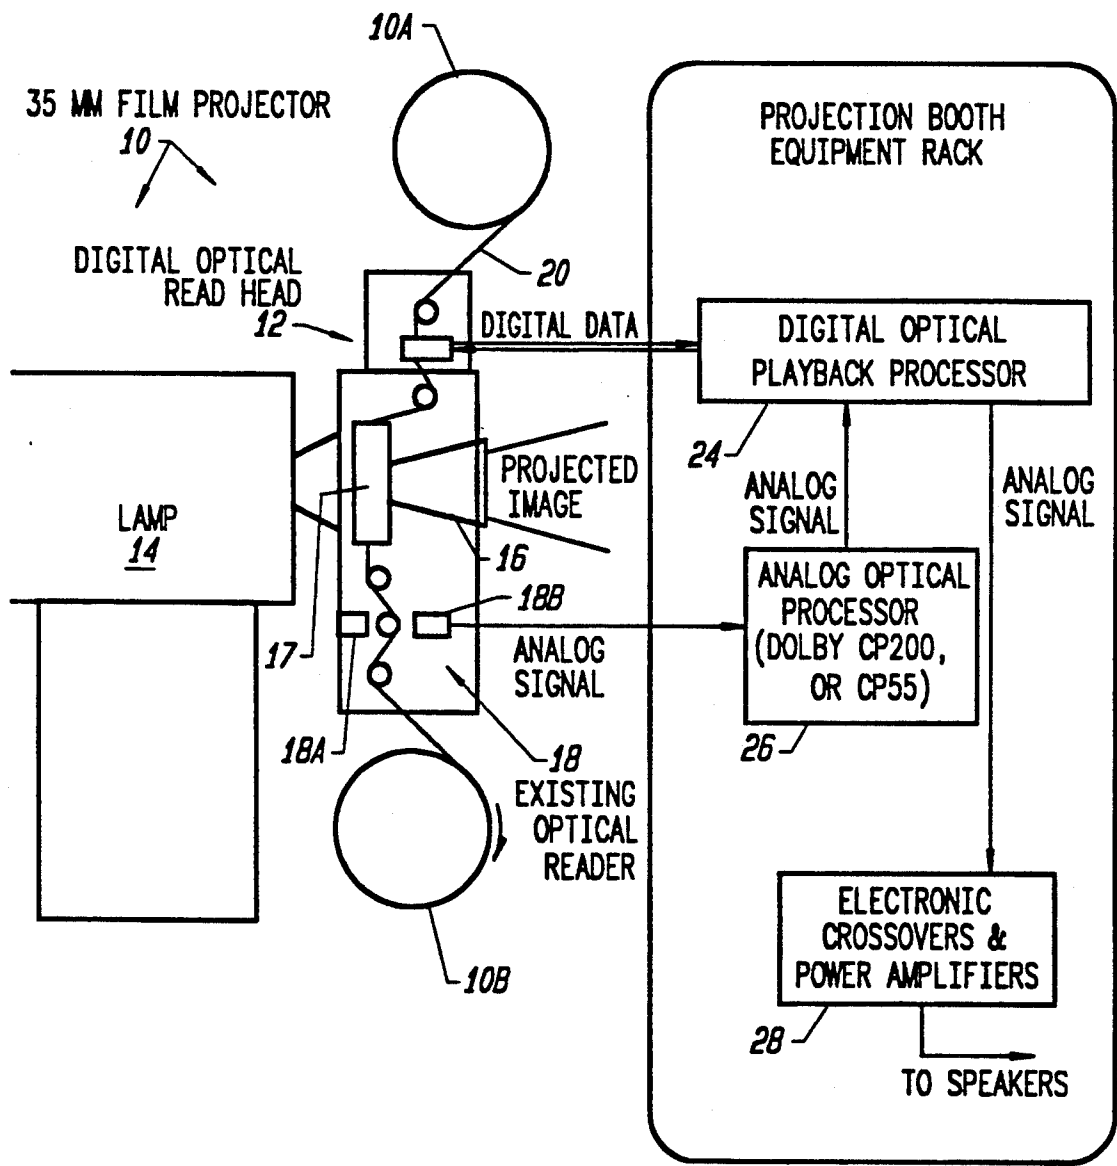 10A
35 MM FILM PROJECTOR
10
PROJECTION BOOTH
EQUIPMENT RACK
DIGITAL OPTICAL
READ HEAD
12
20
DIGITAL DATA
DIGITAL OPTICAL
PLAYBACK PROCESSOR
24
ANALOG
SIGNAL
ANALOG
SIGNAL
PROJECTED
IMAGE
LAMP
14
16
17
18B
ANALOG
SIGNAL
ANALOG OPTICAL
PROCESSOR
(DOLBY CP200,
OR CP55)
26
18A
18
EXISTING
OPTICAL
READER
10B
ELECTRONIC
CROSSOVERS &
POWER AMPLIFIERS
28
TO SPEAKERS